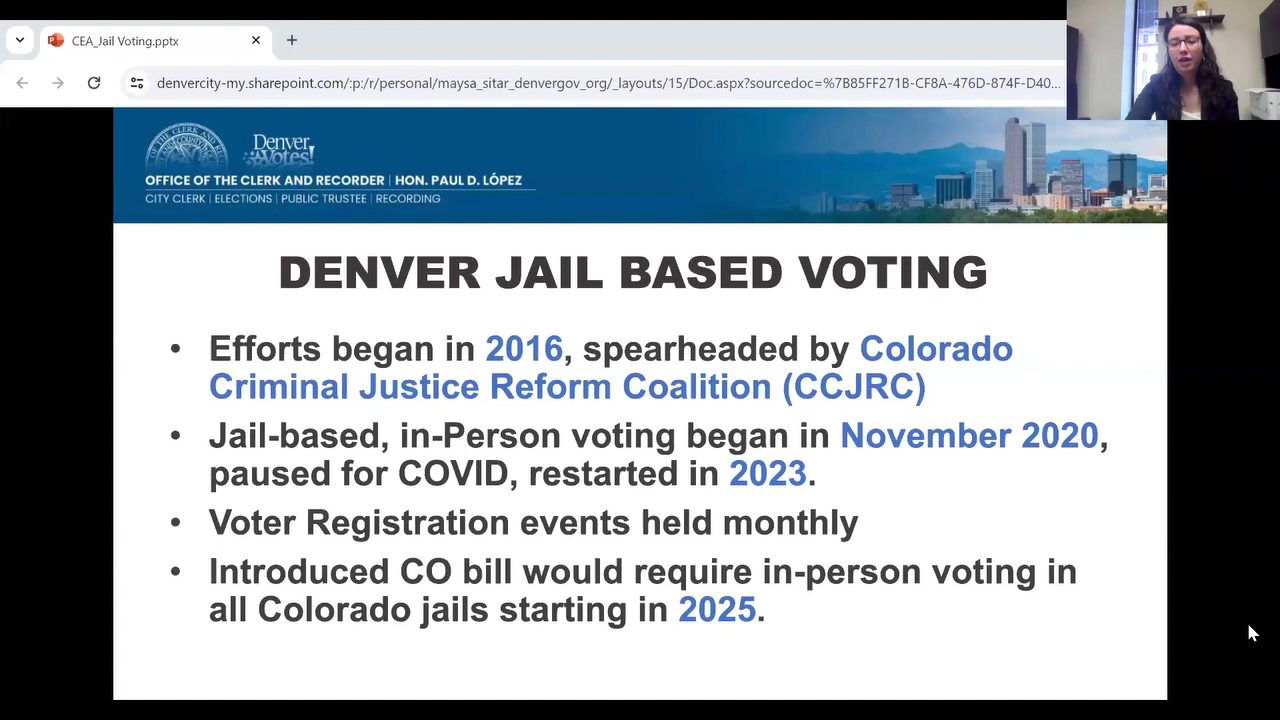 CEA_Jail Voting.pptx
denvercity-my.sharepoint.com/:p:/r/personal/maysa_sitar_denvergov_org/_layouts/15/Doc.aspx?sourcedoc=%7B85FF271B-CF8A-476D-874F-D40...
Denver
Votes!
OFFICE OF THE CLERK AND RECORDER | HON. PAUL D. LÓPEZ
CITY CLERK | ELECTIONS | PUBLIC TRUSTEE | RECORDING
DENVER JAIL BASED VOTING
• Efforts began in 2016, spearheaded by Colorado
Criminal Justice Reform Coalition (CCJRC)
• Jail-based, in-Person voting began in November 2020,
paused for COVID, restarted in 2023.
• Voter Registration events held monthly
• Introduced CO bill would require in-person voting in
all Colorado jails starting in 2025.